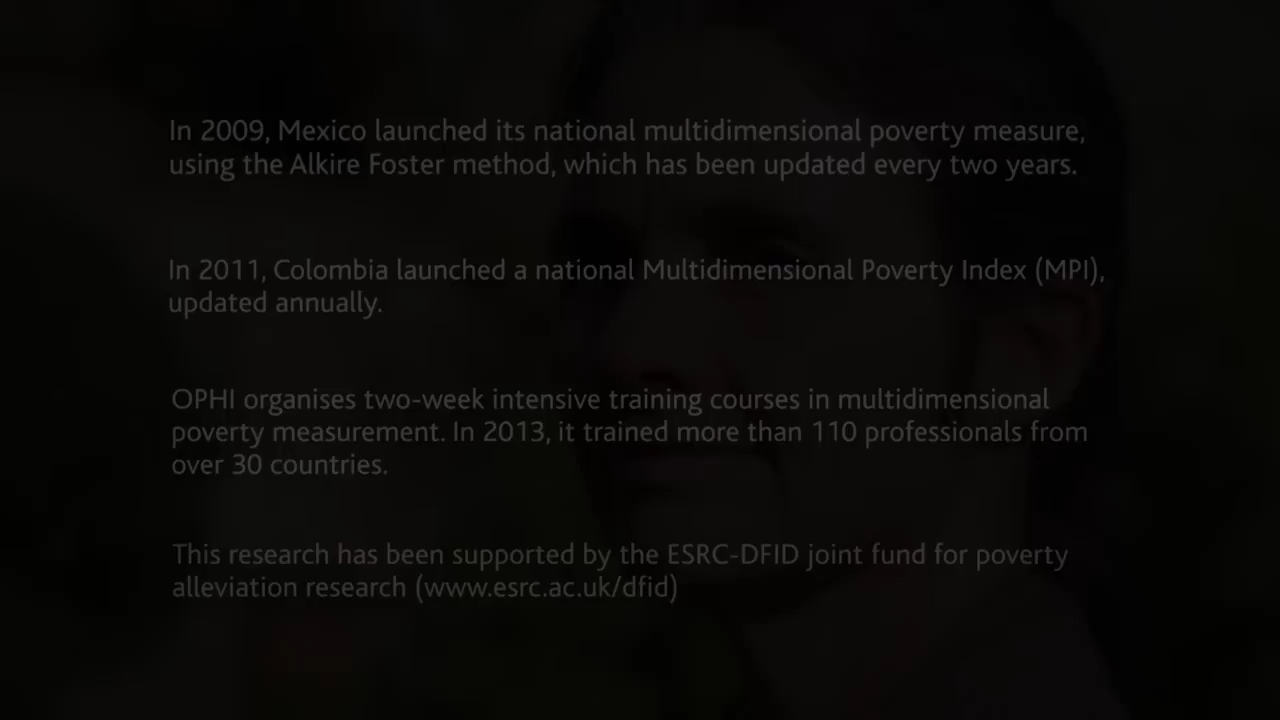 In 2009, Mexico launched its national multidimensional poverty measure,
using the Alkire Foster method, which has been updated every two years.
In 2011, Colombia launched a national Multidimensional Poverty Index (MPI),
updated annually.
OPHI organises two-week intensive training courses in multidimensional
poverty measurement. In 2013, it trained more than 110 professionals from
over 30 countries.
This research has been supported by the ESRC-DFID joint fund for poverty
alleviation research (www.esrc.ac.uk/dfid)